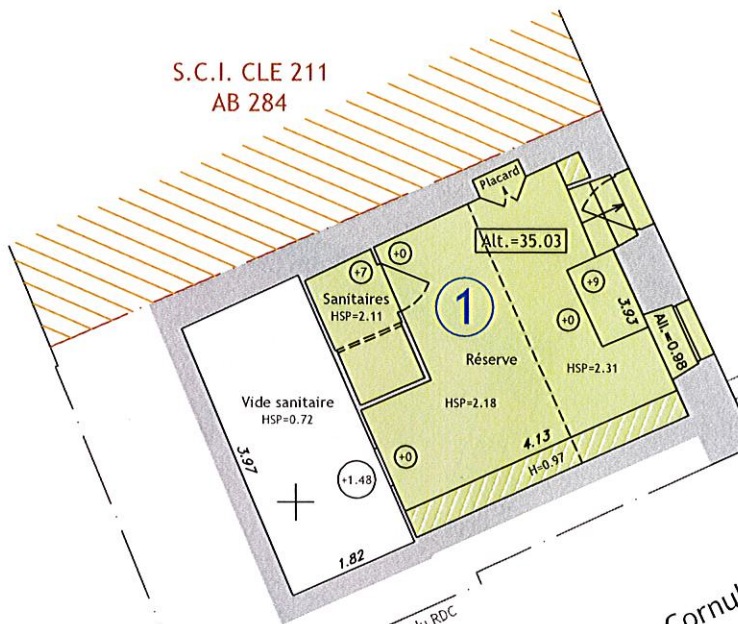 S.C.I. CLE 211
AB 284
Placard
Alt.=35.03
+0
+7
Sanitaires
HSP=2.11
1
+9
3.93
+0
All.=0.98
Réserve
HSP=2.31
HSP=2.18
Vide sanitaire
HSP=0.72
3.97
4.13
H=0.97
+0
+1.48
1.82
RDC